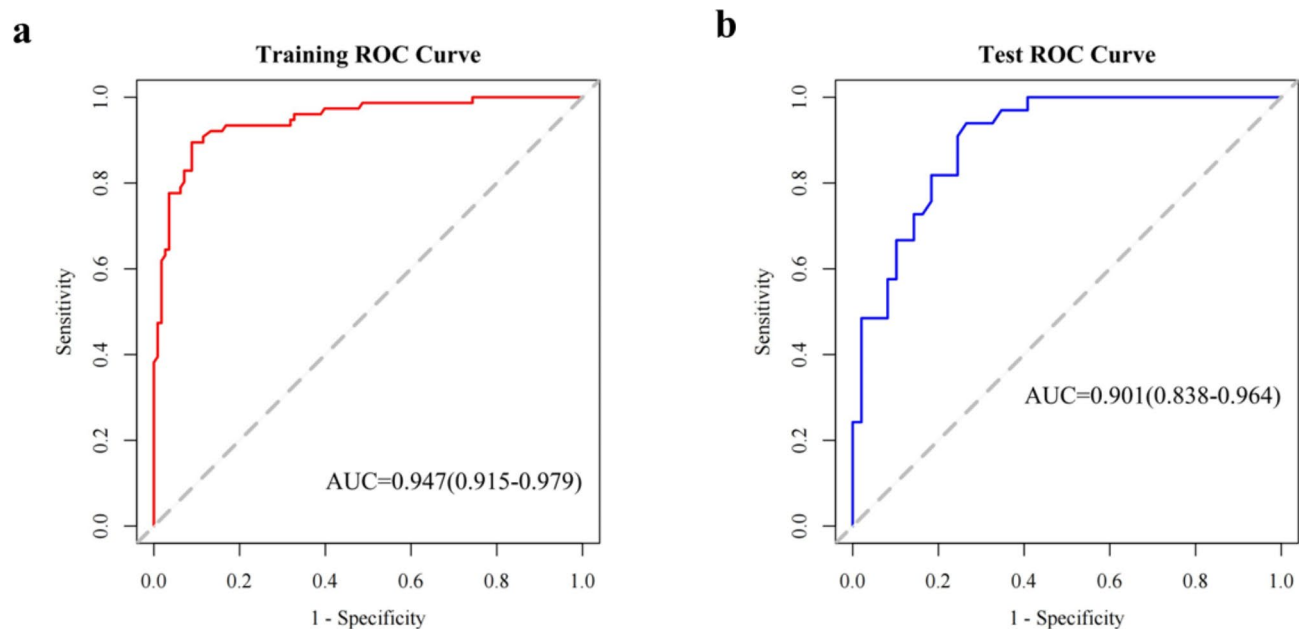 a
Training ROC Curve
1.0
0.8
0.6
0.4
0.2
0.0
Sensitivity
AUC=0.947(0.915-0.979)
0.0 0.2 0.4 0.6 0.8 1.0
1 - Specificity
b
Test ROC Curve
1.0
0.8
0.6
0.4
0.2
0.0
Sensitivity
AUC=0.901(0.838-0.964)
0.0 0.2 0.4 0.6 0.8 1.0
1 - Specificity